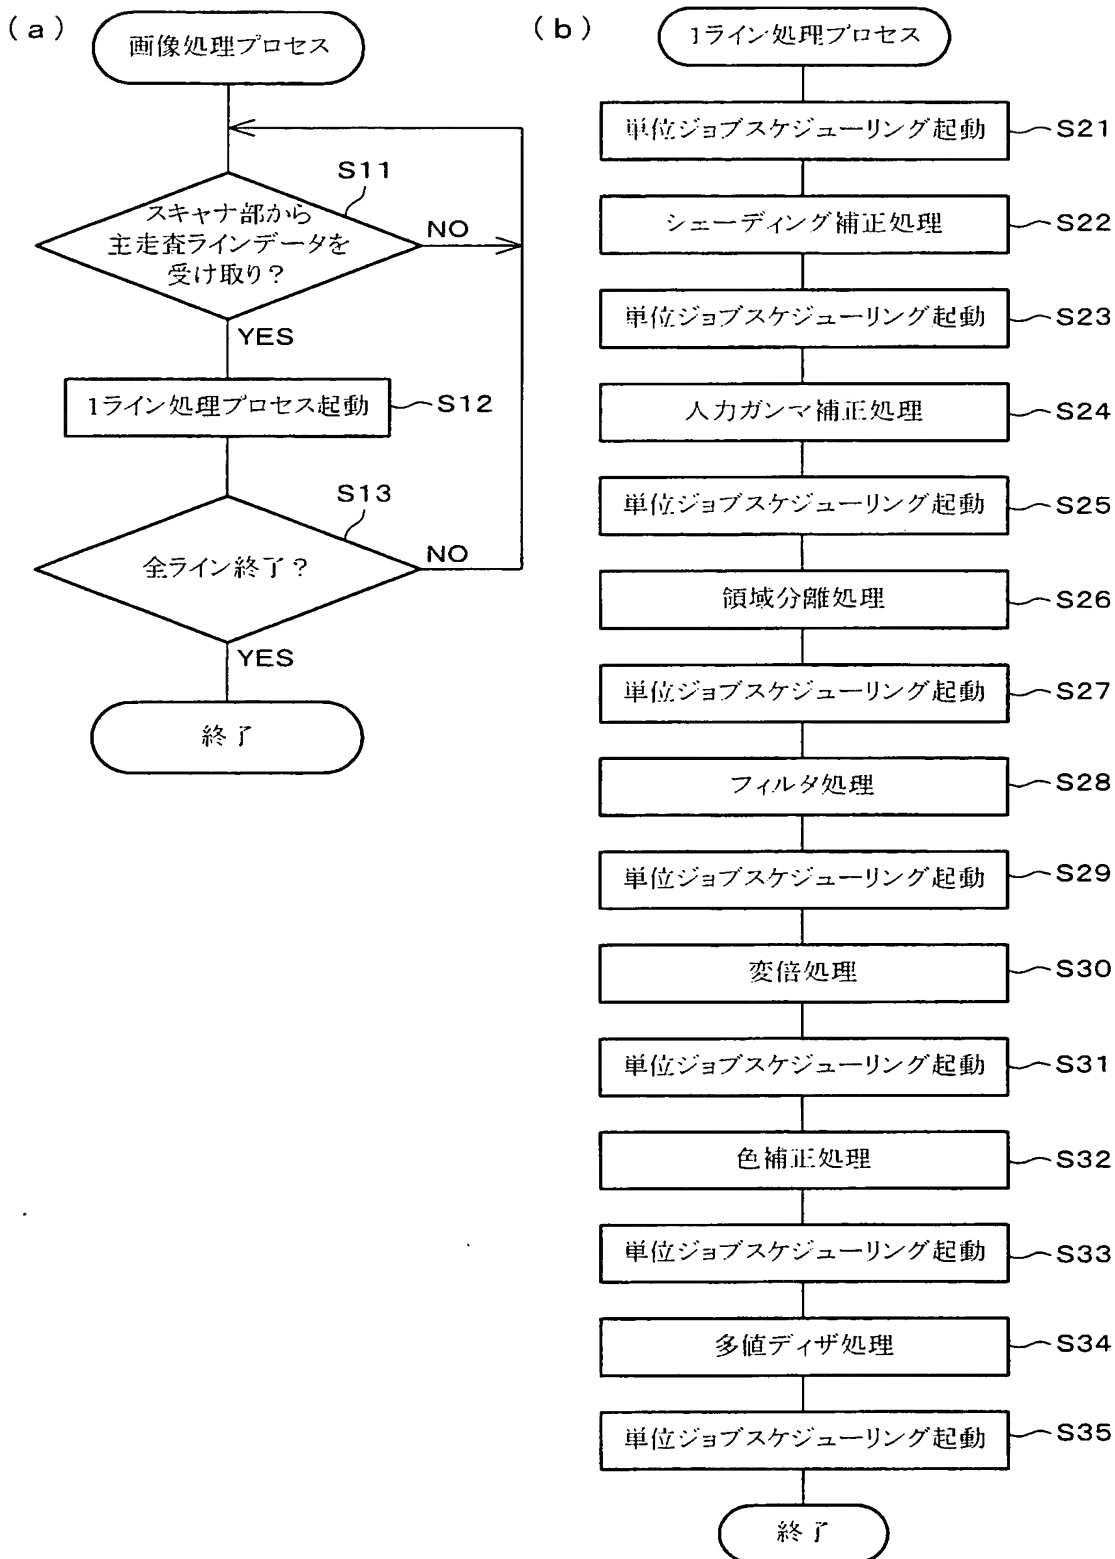 (a)
画像処理プロセス
S11
スキャナ部から
主走査ラインデータを
受け取り?
NO
YES
1ライン処理プロセス起動
S12
S13
全ライン終了?
NO
YES
終了
(b)
1ライン処理プロセス
単位ジョブスケジューリング起動
S21
シェーディング補正処理
S22
単位ジョブスケジューリング起動
S23
入力ガンマ補正処理
S24
単位ジョブスケジューリング起動
S25
領域分離処理
S26
単位ジョブスケジューリング起動
S27
フィルタ処理
S28
単位ジョブスケジューリング起動
S29
変倍処理
S30
単位ジョブスケジューリング起動
S31
色補正処理
S32
単位ジョブスケジューリング起動
S33
多値ディザ処理
S34
単位ジョブスケジューリング起動
S35
終了